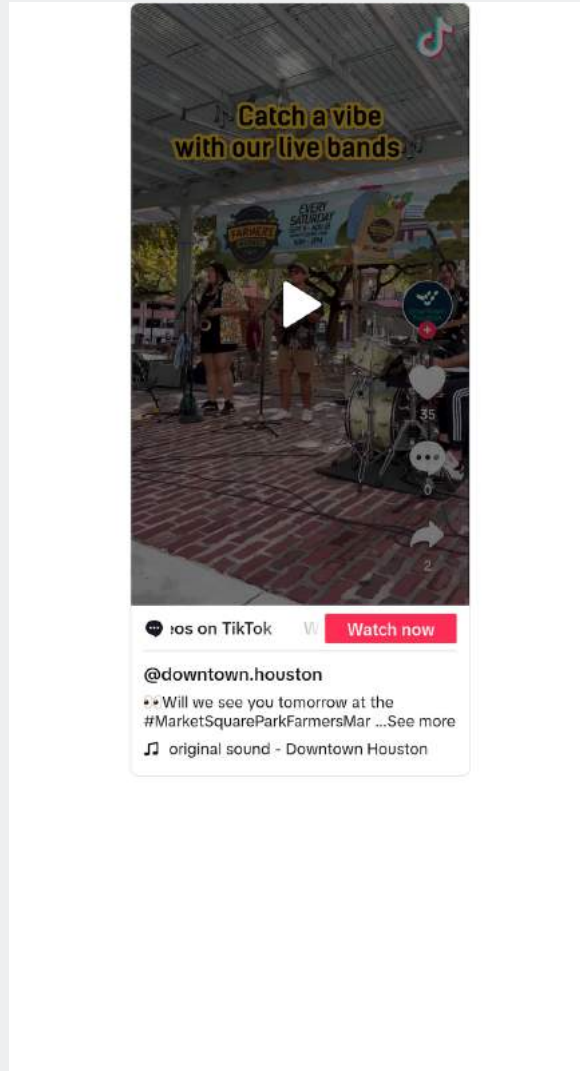 🎶Catch a vibe
with our live bands🎶
FARMERS
EVERY
SATURDAY
35
0
2
eos on TikTok
W
Watch now
@downtown.houston
👀Will we see you tomorrow at the
#MarketSquareParkFarmersMar ...See more
original sound - Downtown Houston